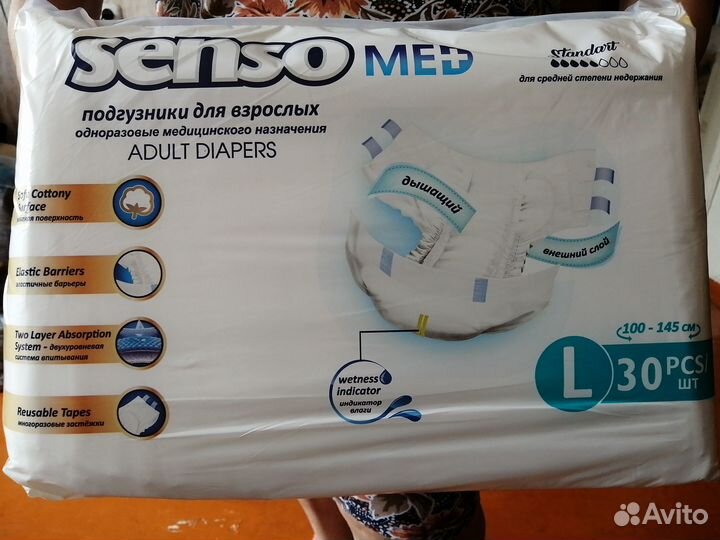 senso MED
Standart
для средней степени недержания
подгузники для взрослых
одноразовые медицинского назначения
ADULT DIAPERS
Soft Cottony
Surface
поверхность
Elastic Barriers
эластичные барьеры
Two Layer Absorption
System - двухуровневая
система впитывания
Reusable Tapes
многоразовые застёжки
дышащий
внешний слой
wetness
indicator
индикатор
влаги
100 - 145 см
L 30 PCS/
шт
Avito